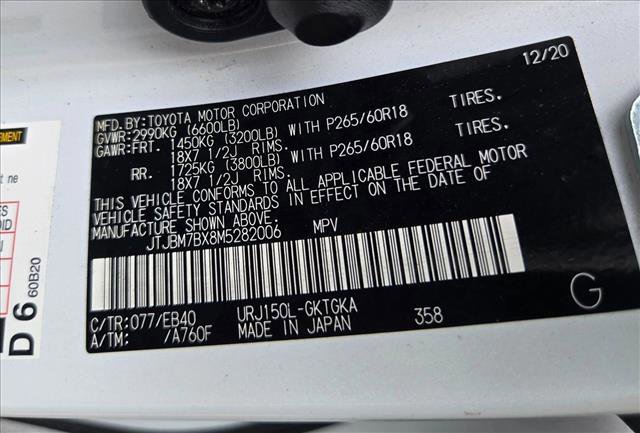 12/20
MFD.BY:TOYOTA MOTOR CORPORATION
GVWR: 2990KG (6600LB)
GAWR:FRT. 1450KG (3200LB) WITH P265/60R18 TIRES.
18X7 1/2J RIMS.
RR. 1725KG (3800LB) WITH P265/60R18 TIRES.
18X7 1/2J RIMS.
THIS VEHICLE CONFORMS TO ALL APPLICABLE FEDERAL MOTOR
VEHICLE SAFETY STANDARDS IN EFFECT ON THE DATE OF
MANUFACTURE SHOWN ABOVE.
JTJBM7BX8M5282006 MPV
C/TR:077/EB40 URJ150L-GKTGKA 358 G
A/TM: /A760F MADE IN JAPAN
D6
60B20